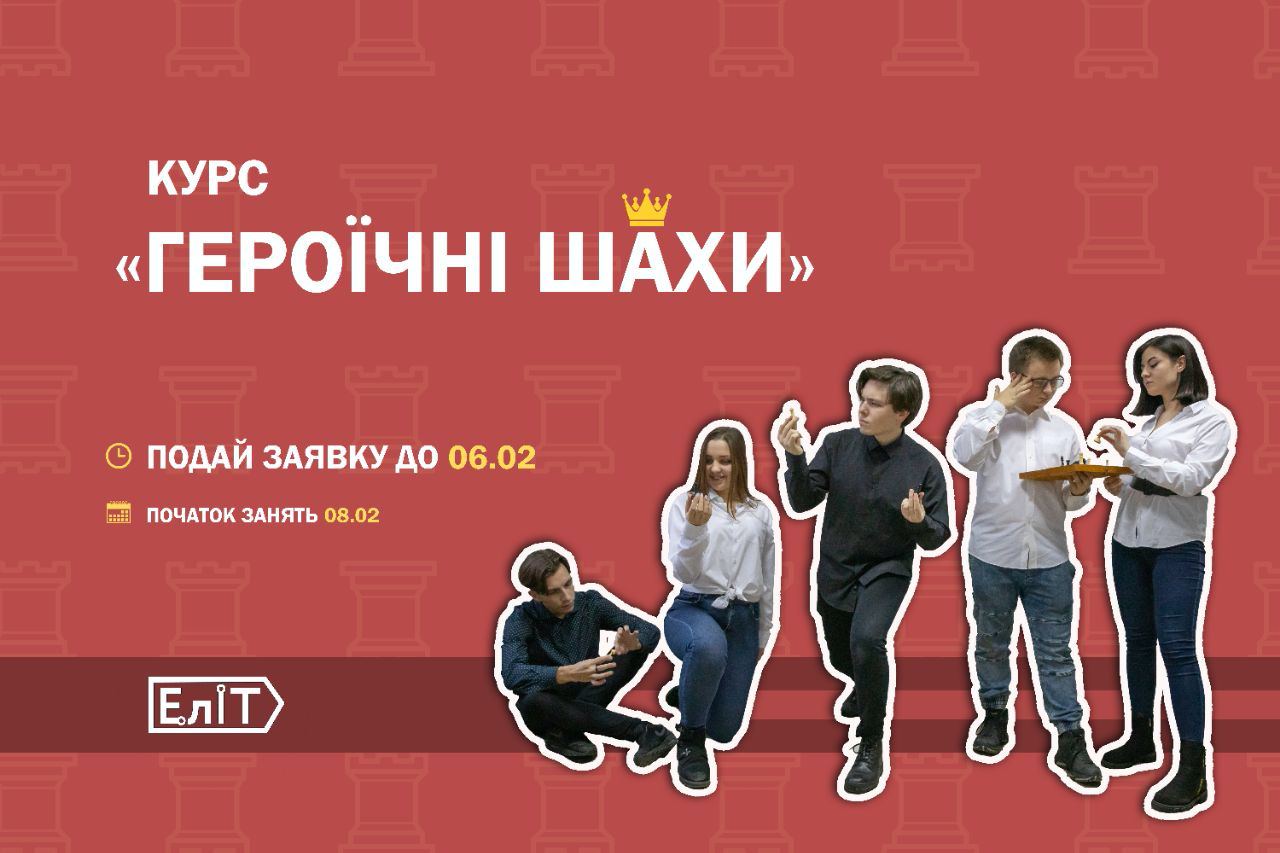 КУРС
«ГЕРОЇЧНІ ШАХИ»
ПОДАЙ ЗАЯВКУ ДО 06.02
ПОЧАТОК ЗАНЯТЬ 08.02
ЕліТ